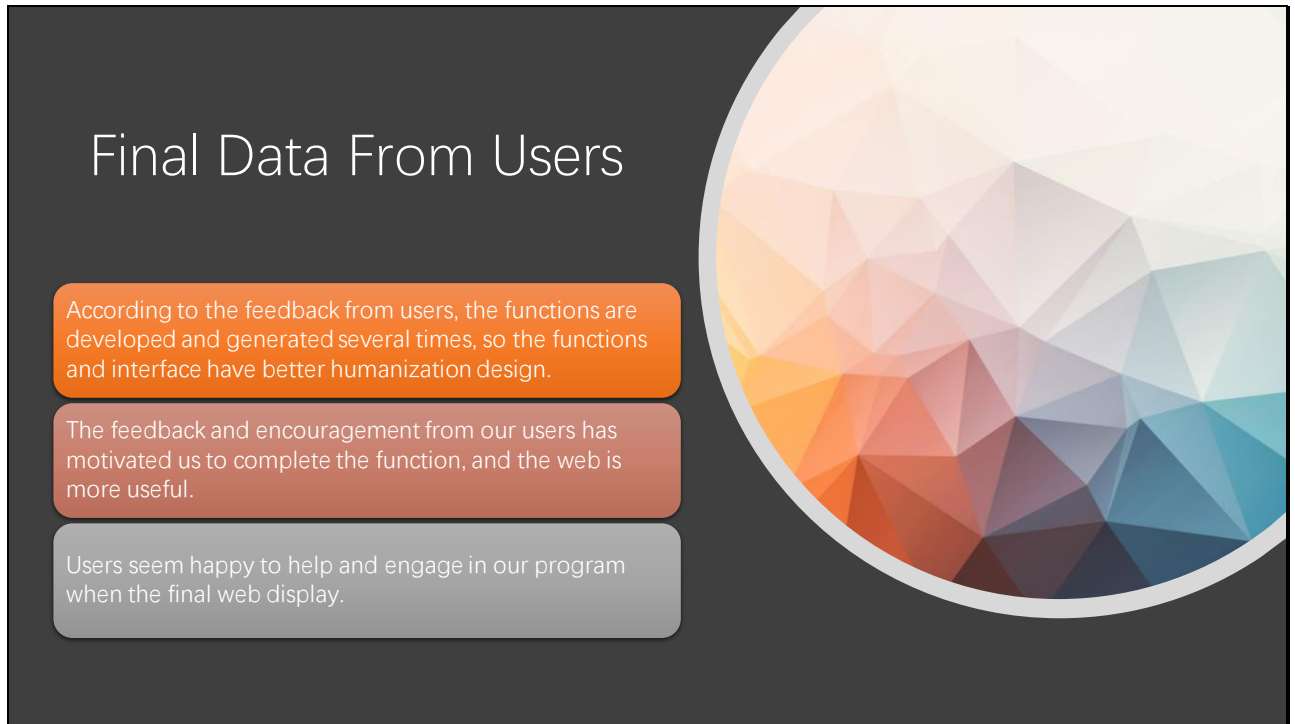 Final Data From Users
According to the feedback from users, the functions are
developed and generated several times, so the functions
and interface have better humanization design.
The feedback and encouragement from our users has
motivated us to complete the function, and the web is
more useful.
Users seem happy to help and engage in our program
when the final web display.